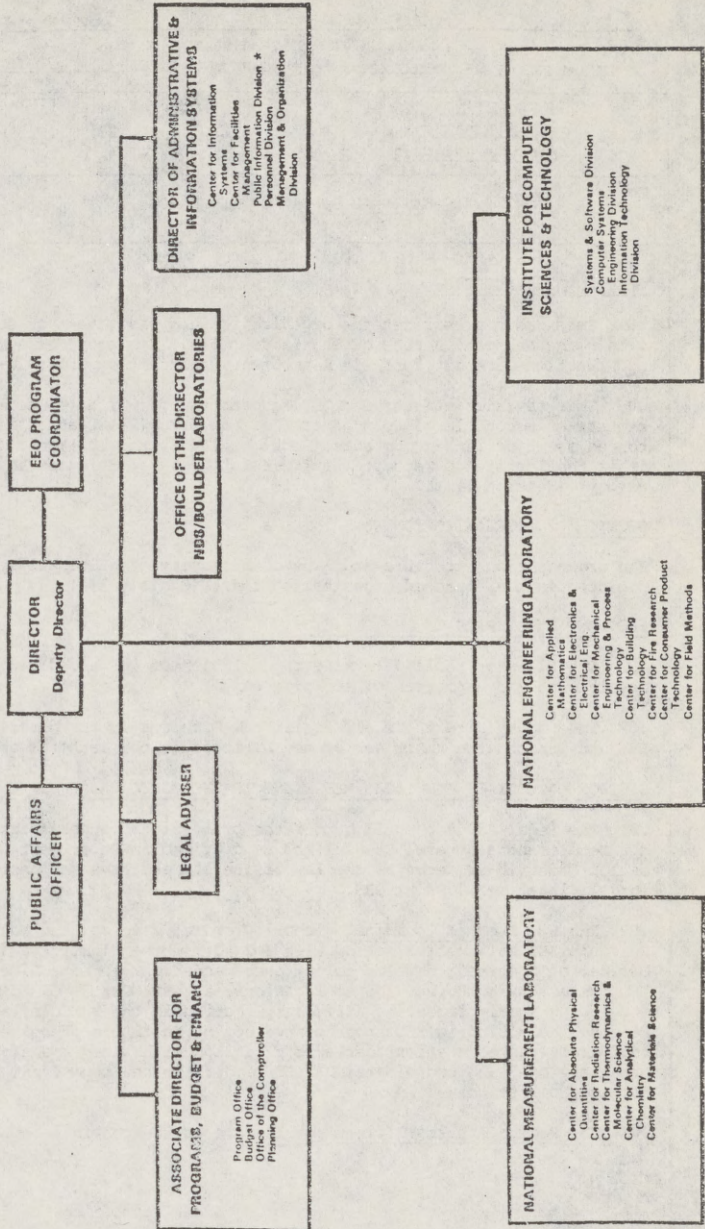 PUBLIC AFFAIRS
OFFICER
DIRECTOR
Deputy Director
EEO PROGRAM
COORDINATOR
ASSOCIATE DIRECTOR FOR
PROGRAMS, BUDGET & FINANCE
Program Office
Budget Office
Office of the Comptroller
Planning Office
LEGAL ADVISER
OFFICE OF THE DIRECTOR
NBS/BOULDER LABORATORIES
DIRECTOR OF ADMINISTRATIVE &
INFORMATION SYSTEMS
Center for Information
Systems
Center for Facilities
Management
Public Information Division ★
Personnel Division
Management & Organization
Division
NATIONAL MEASUREMENT LABORATORY
Center for Absolute Physical
Quantities
Center for Radiation Research
Center for Thermodynamics &
Molecular Science
Center for Analytical
Chemistry
Center for Materials Science
NATIONAL ENGINEERING LABORATORY
Center for Applied
Mathematics
Center for Electronics &
Electrical Eng.
Center for Mechanical
Engineering & Process
Technology
Center for Building
Technology
Center for Fire Research
Center for Consumer Product
Technology
Center for Field Methods
INSTITUTE FOR COMPUTER
SCIENCES & TECHNOLOGY
Systems & Software Division
Computer Systems
Engineering Division
Information Technology
Division